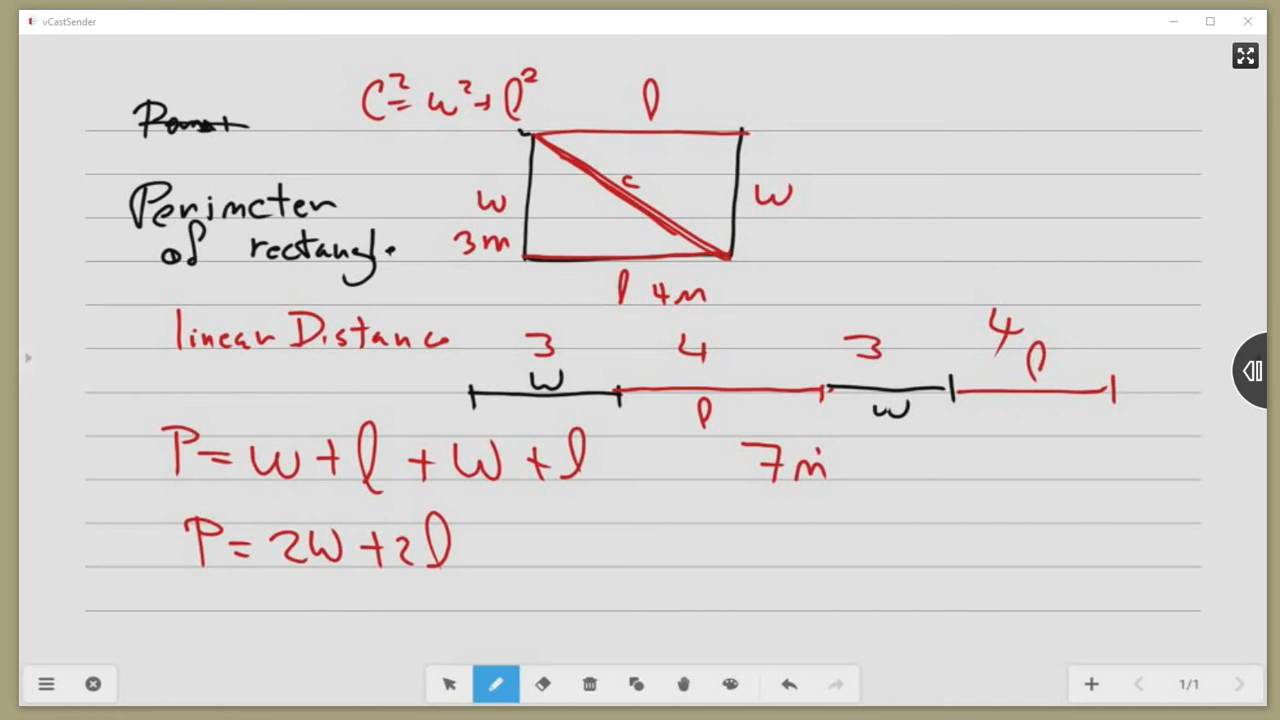 vCastSender
C² = w² + l²
l
c
Perimeter
w
w
of rectangl.
3m
l 4m
linear Distance
3 4 3 4
w l w l
P = w + l + w + l
7m
P = 2w + 2l
1/1